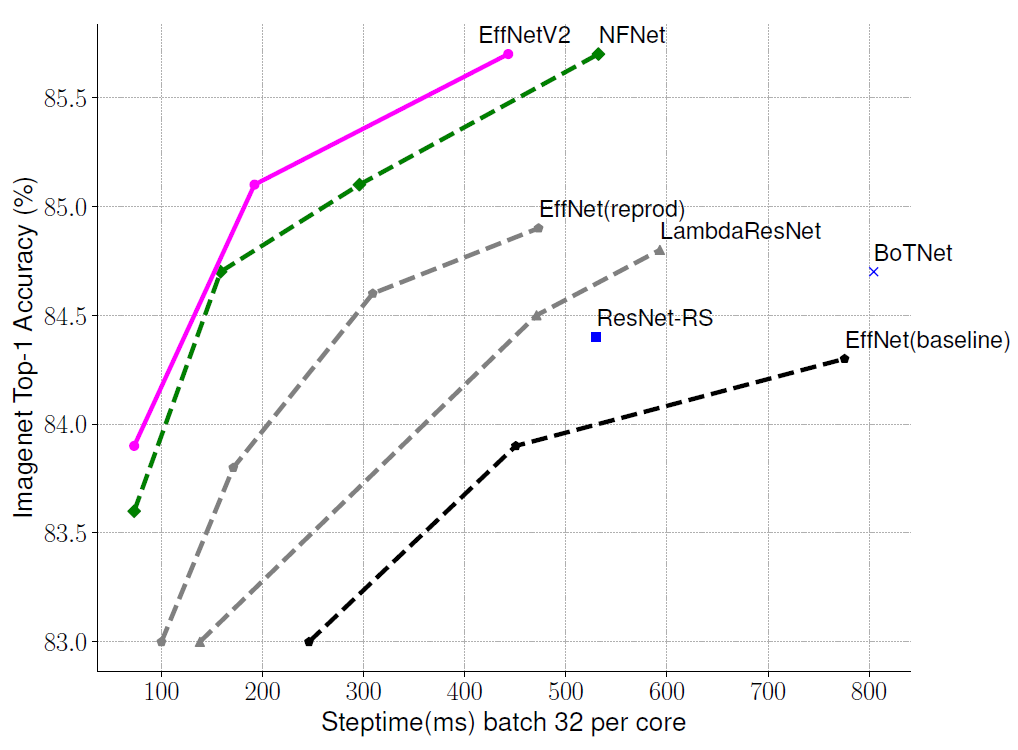 EffNetV2 NFNet
85.5
85.0
EffNet(reprod)
LambdaResNet
BoTNet
84.5
ResNet-RS
EffNet(baseline)
84.0
83.5
83.0
Imagenet Top-1 Accuracy (%)
100 200 300 400 500 600 700 800
Steptime(ms) batch 32 per core